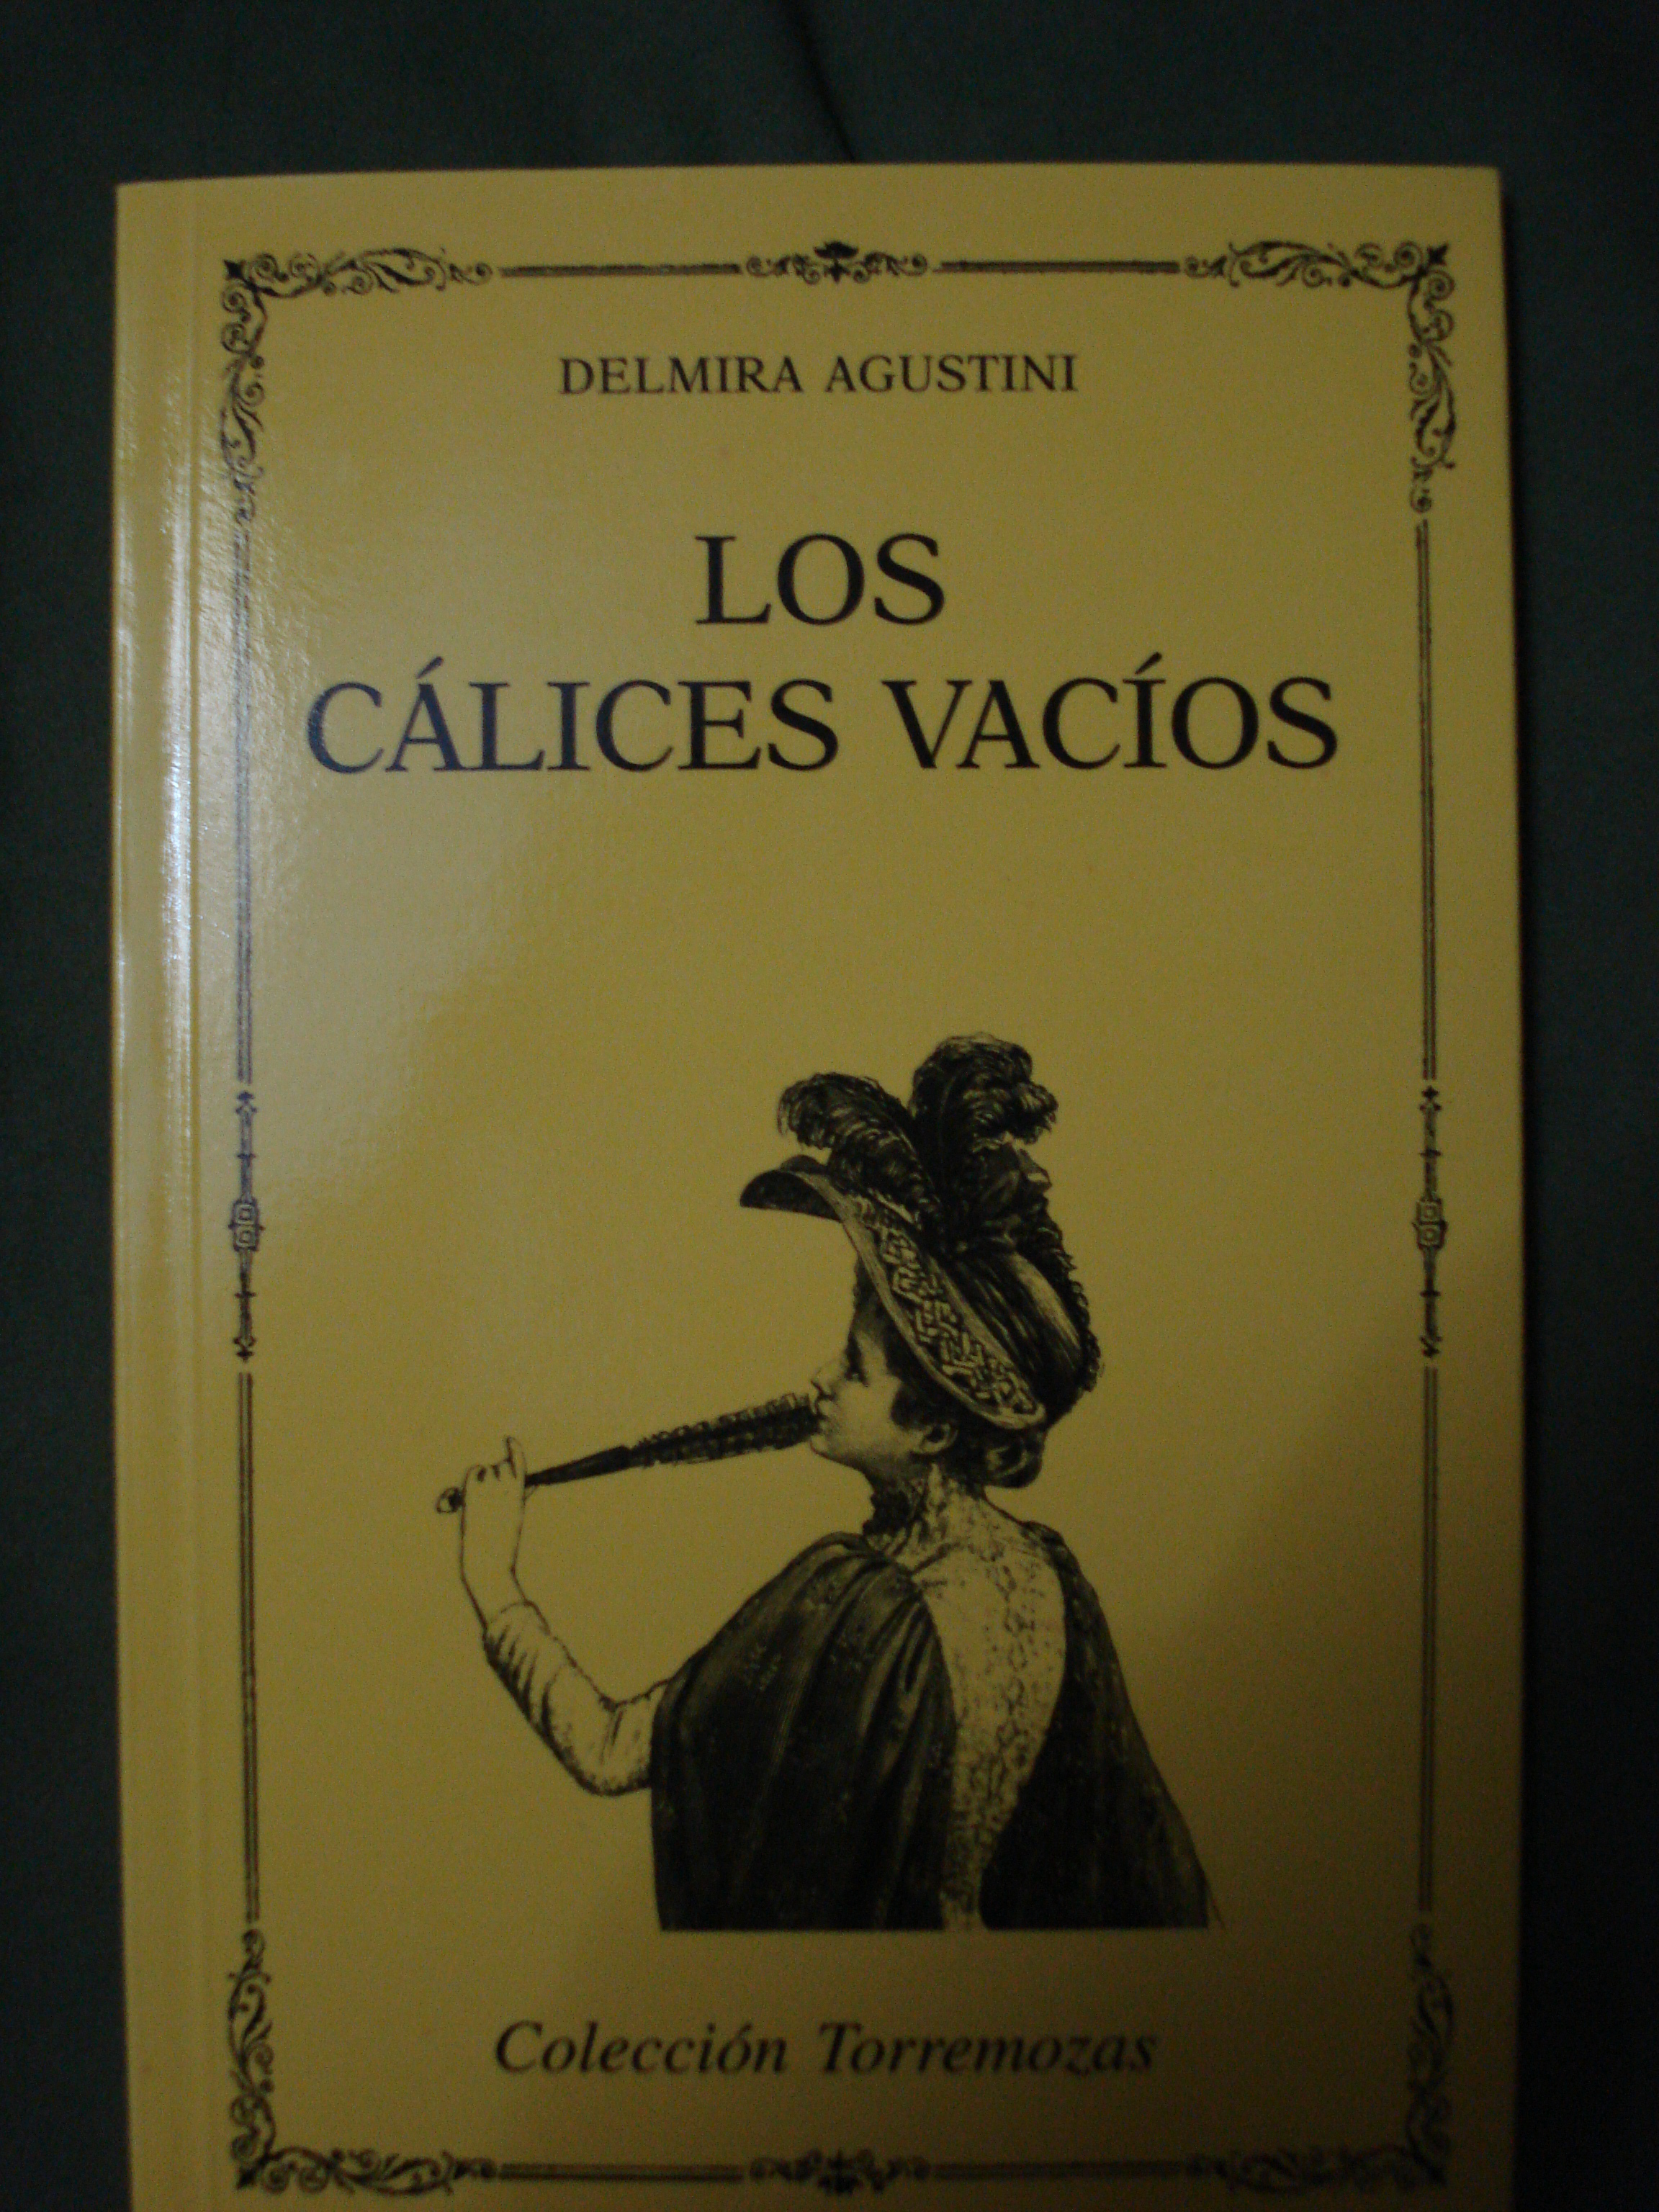 DELMIRA AGUSTINI
LOS
CÁLICES VACÍOS
Colección Torremozas